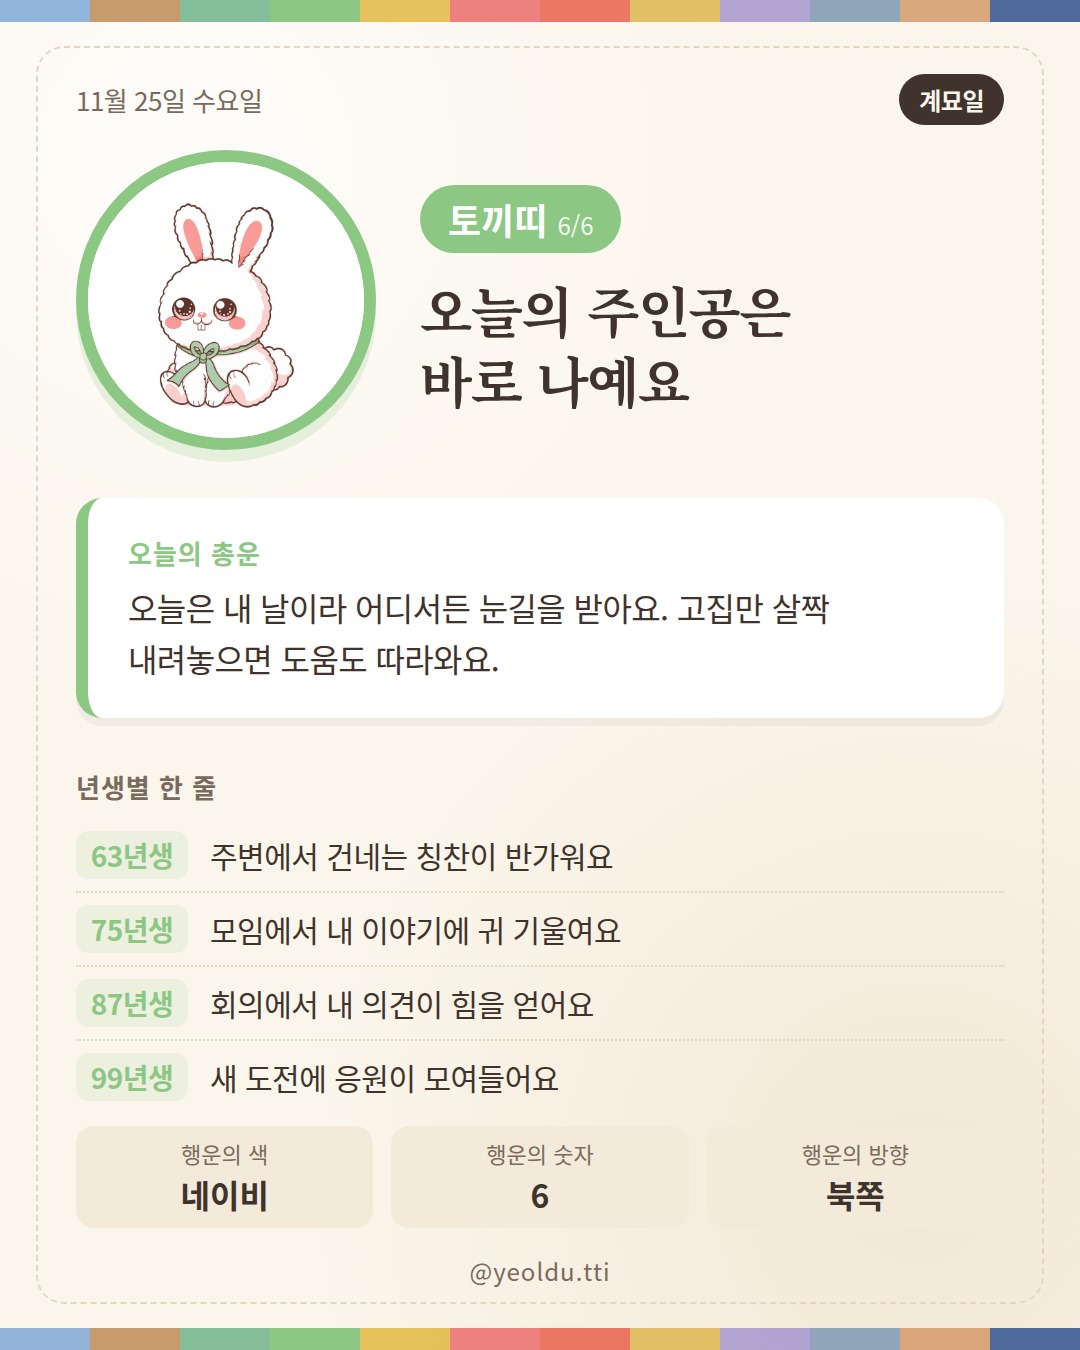 11월 25일 수요일
계묘일
토끼띠 6/6
오늘의 주인공은
바로 나예요
오늘의 총운
오늘은 내 날이라 어디서든 눈길을 받아요. 고집만 살짝
내려놓으면 도움도 따라와요.
년생별 한 줄
63년생 주변에서 건네는 칭찬이 반가워요
75년생 모임에서 내 이야기에 귀 기울여요
87년생 회의에서 내 의견이 힘을 얻어요
99년생 새 도전에 응원이 모여들어요
행운의 색
네이비
행운의 숫자
6
행운의 방향
북쪽
@yeoldu.tti